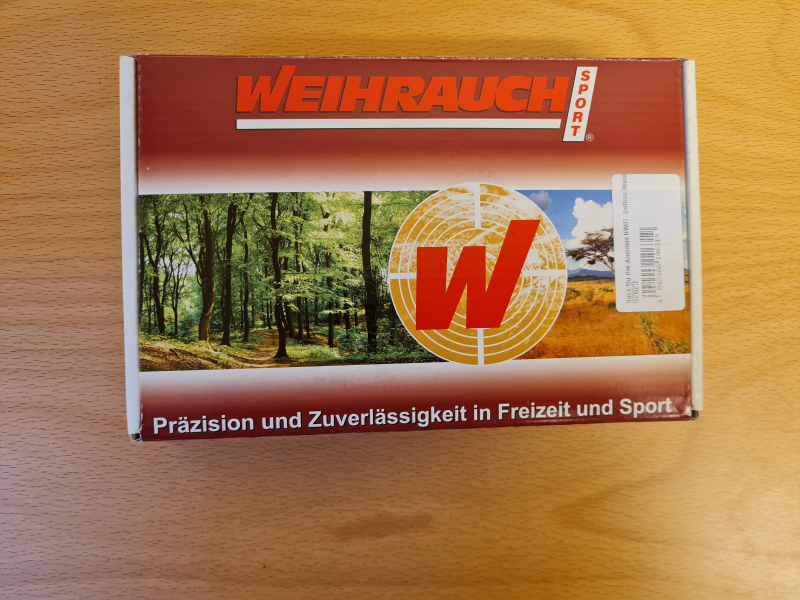 WEIHRAUCH
SPORT
®
W
Präzision und Zuverlässigkeit in Freizeit und Sport